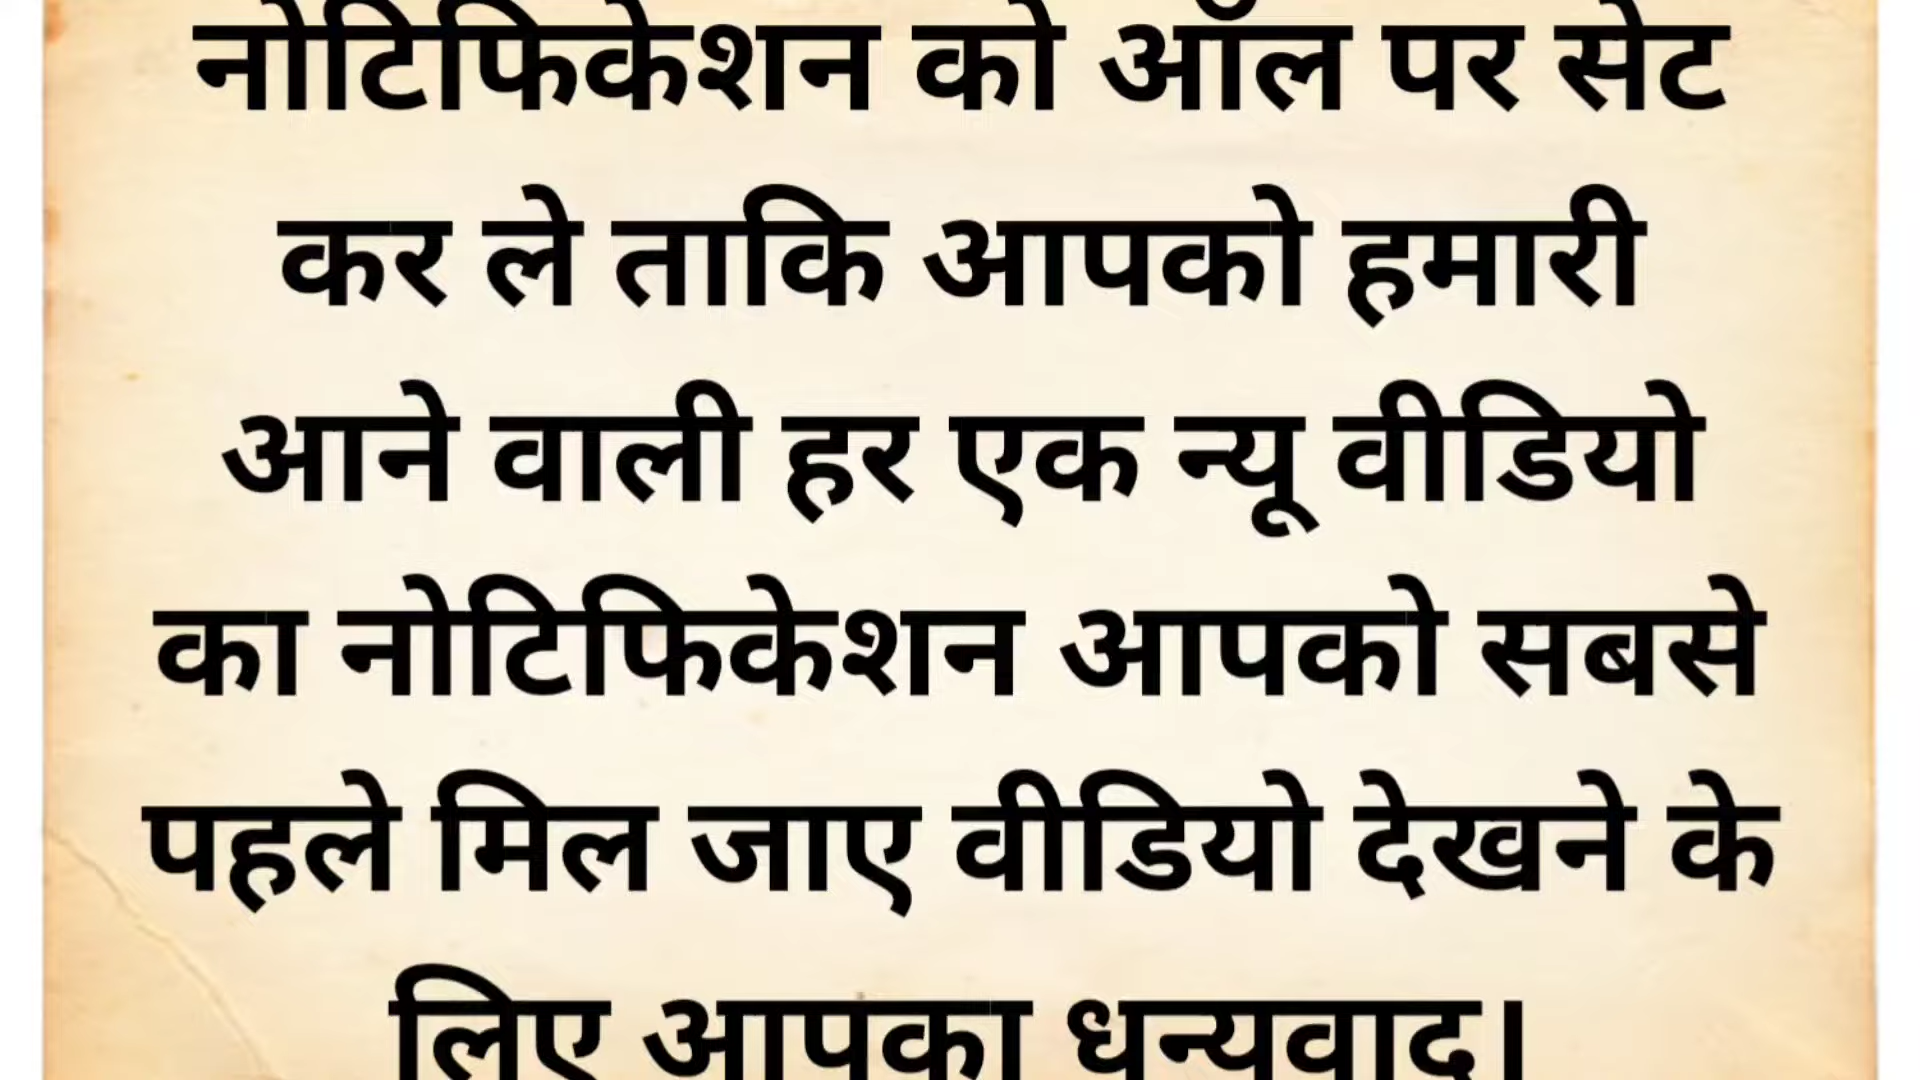 नोटिफिकेशन को ऑल पर सेट
कर ले ताकि आपको हमारी
आने वाली हर एक न्यू वीडियो
का नोटिफिकेशन आपको सबसे
पहले मिल जाए वीडियो देखने के
लिए आपका धन्यवाद।